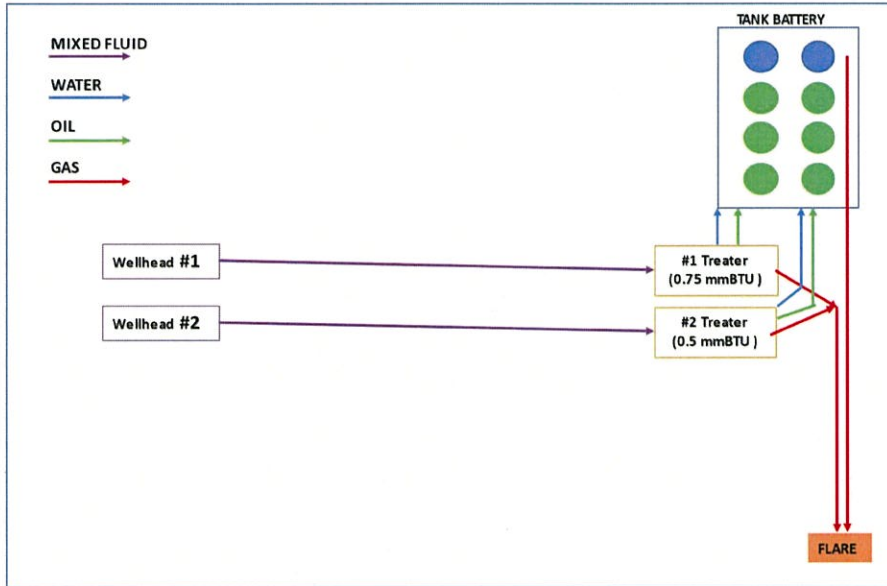 TANK BATTERY
MIXED FLUID
WATER
OIL
GAS
Wellhead #1
#1 Treater
(0.75 mmBTU )
Wellhead #2
#2 Treater
(0.5 mmBTU )
FLARE